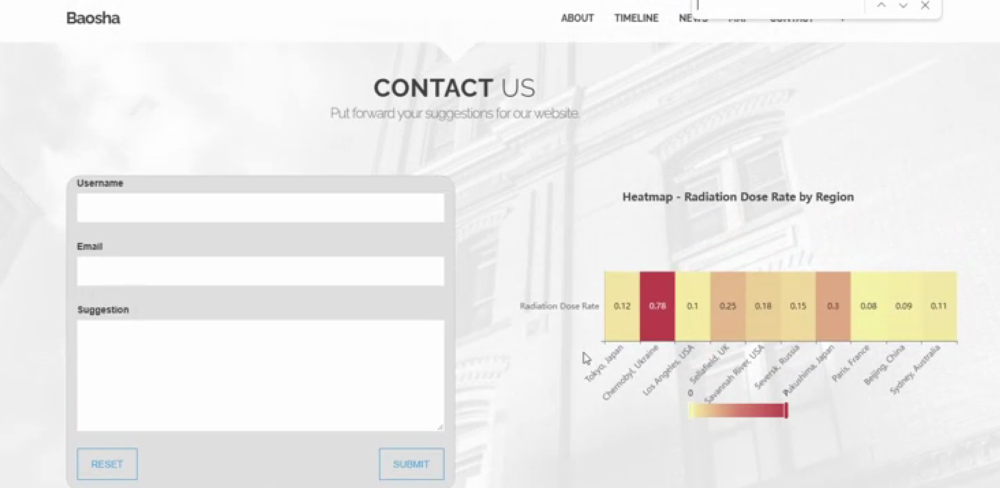 Baosha
ABOUT TIMELINE NEWS MAP CONTACT
CONTACT US
Put forward your suggestions for our website.
Username
Email
Suggestion
RESET
SUBMIT
Heatmap - Radiation Dose Rate by Region
Radiation Dose Rate
0.12 0.78 0.1 0.25 0.18 0.15 0.3 0.08 0.09 0.11
Tokyo, Japan
Chernobyl, Ukraine
Los Angeles, USA
Sellafield, UK
Savannah River, USA
Seversk, Russia
Fukushima, Japan
Paris, France
Beijing, China
Sydney, Australia
0